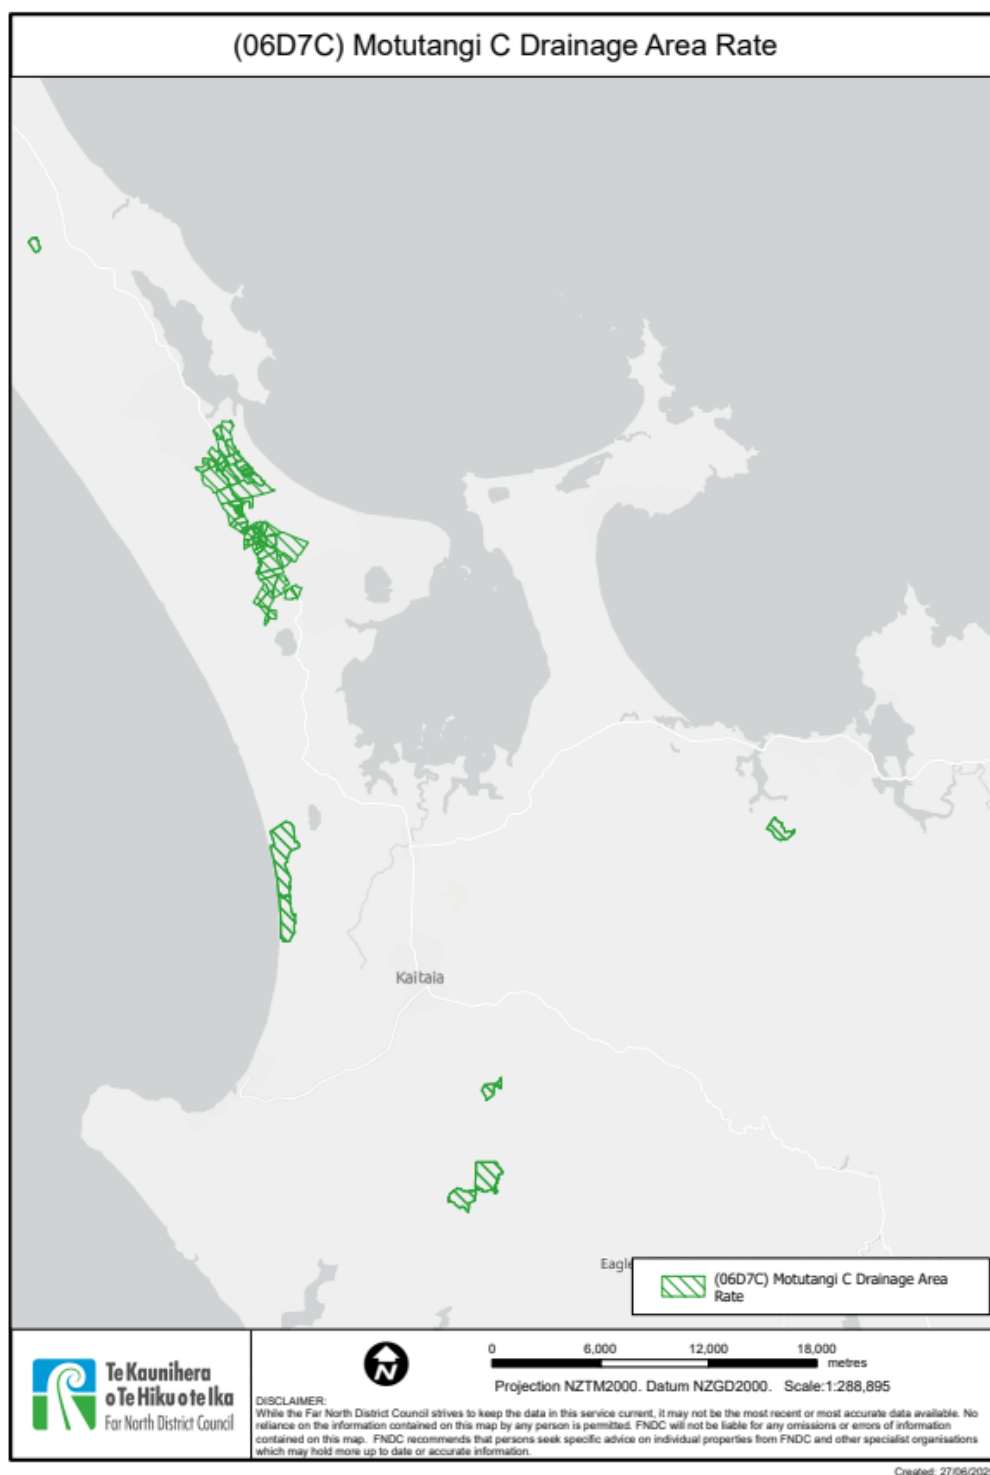 (06D7C) Motutangi C Drainage Area Rate
Kaitaia
Eagle
(06D7C) Motutangi C Drainage Area
Rate
Te Kaunihera
o Te Hiku o te Ika
Far North District Council
N
0 6,000 12,000 18,000
metres
Projection NZTM2000. Datum NZGD2000. Scale:1:288,895
DISCLAIMER:
While the Far North District Council strives to keep the data in this service current, it may not be the most recent or most accurate data available. No
reliance on the information contained on this map by any person is permitted. FNDC will not be liable for any omissions or errors of information
contained on this map. FNDC recommends that persons seek specific advice on individual properties from FNDC and other specialist organisations
which may hold more up to date or accurate information.
Created: 27/06/202